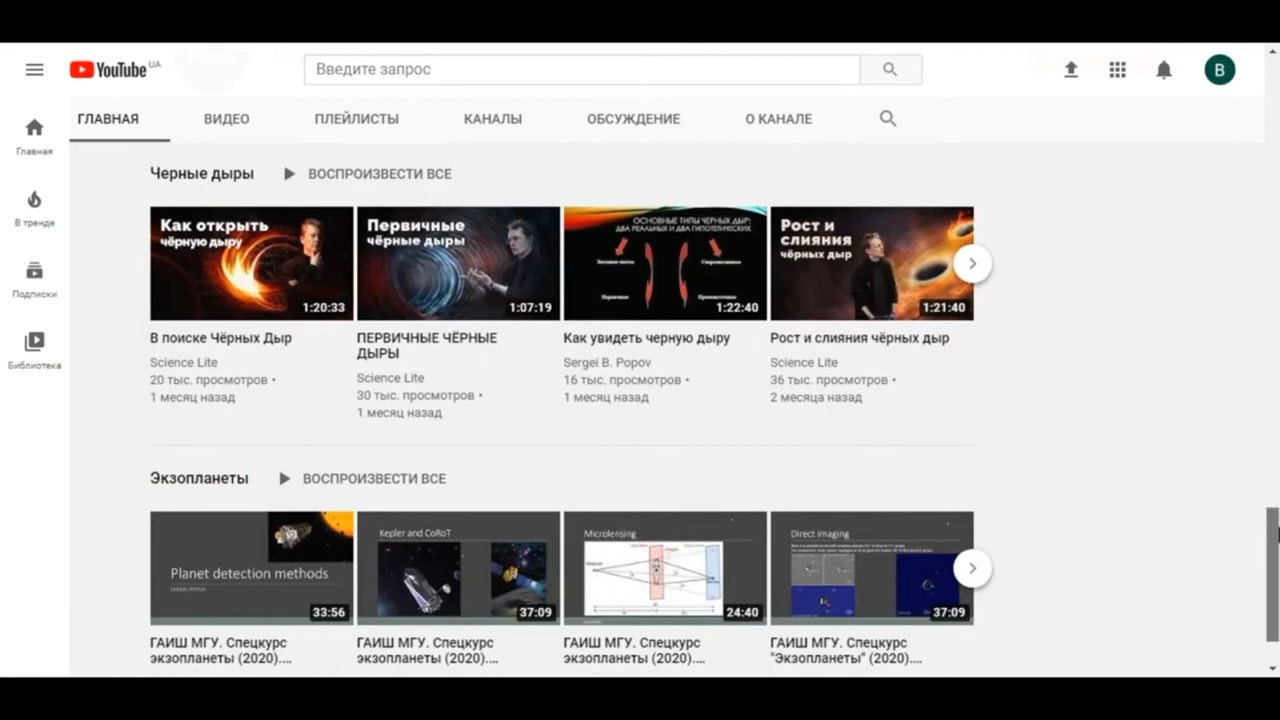 YouTube UA
Введите запрос
B
ГЛАВНАЯ ВИДЕО ПЛЕЙЛИСТЫ КАНАЛЫ ОБСУЖДЕНИЕ О КАНАЛЕ
Главная
В тренде
Подписки
Библиотека
Черные дыры ВОСПРОИЗВЕСТИ ВСЕ
Как открыть
чёрную дыру
1:20:33
Первичные
чёрные дыры
1:07:19
ОСНОВНЫЕ ТИПЫ ЧЕРНЫХ ДЫР:
ДВА РЕАЛЬНЫХ И ДВА ГИПОТЕТИЧЕСКИХ
1:22:40
Рост и
слияния
чёрных дыр
1:21:40
В поиске Чёрных Дыр
Science Lite
20 тыс. просмотров •
1 месяц назад
ПЕРВИЧНЫЕ ЧЁРНЫЕ
ДЫРЫ
Science Lite
30 тыс. просмотров •
1 месяц назад
Как увидеть черную дыру
Sergei B. Popov
16 тыс. просмотров •
1 месяц назад
Рост и слияния чёрных дыр
Science Lite
36 тыс. просмотров •
2 месяца назад
Экзопланеты ВОСПРОИЗВЕСТИ ВСЕ
Planet detection methods
SERGEI POPOV
33:56
Kepler and CoRoT
37:09
Microlensing
24:40
Direct imaging
37:09
ГАИШ МГУ. Спецкурс
экзопланеты (2020)....
ГАИШ МГУ. Спецкурс
экзопланеты (2020)....
ГАИШ МГУ. Спецкурс
экзопланеты (2020)....
ГАИШ МГУ. Спецкурс
"Экзопланеты" (2020)....